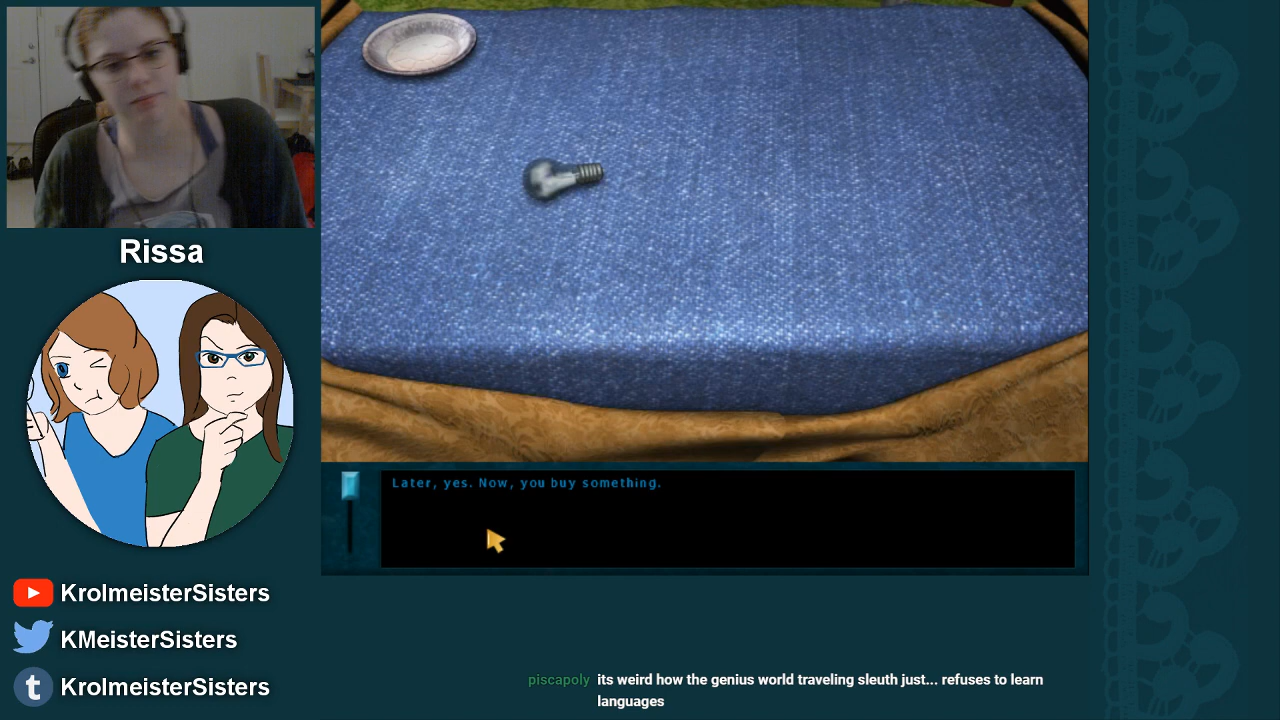 Rissa
KrolmeisterSisters
KMeisterSisters
t KrolmeisterSisters
Later, yes. Now, you buy something.
piscapoly its weird how the genius world traveling sleuth just... refuses to learn
languages